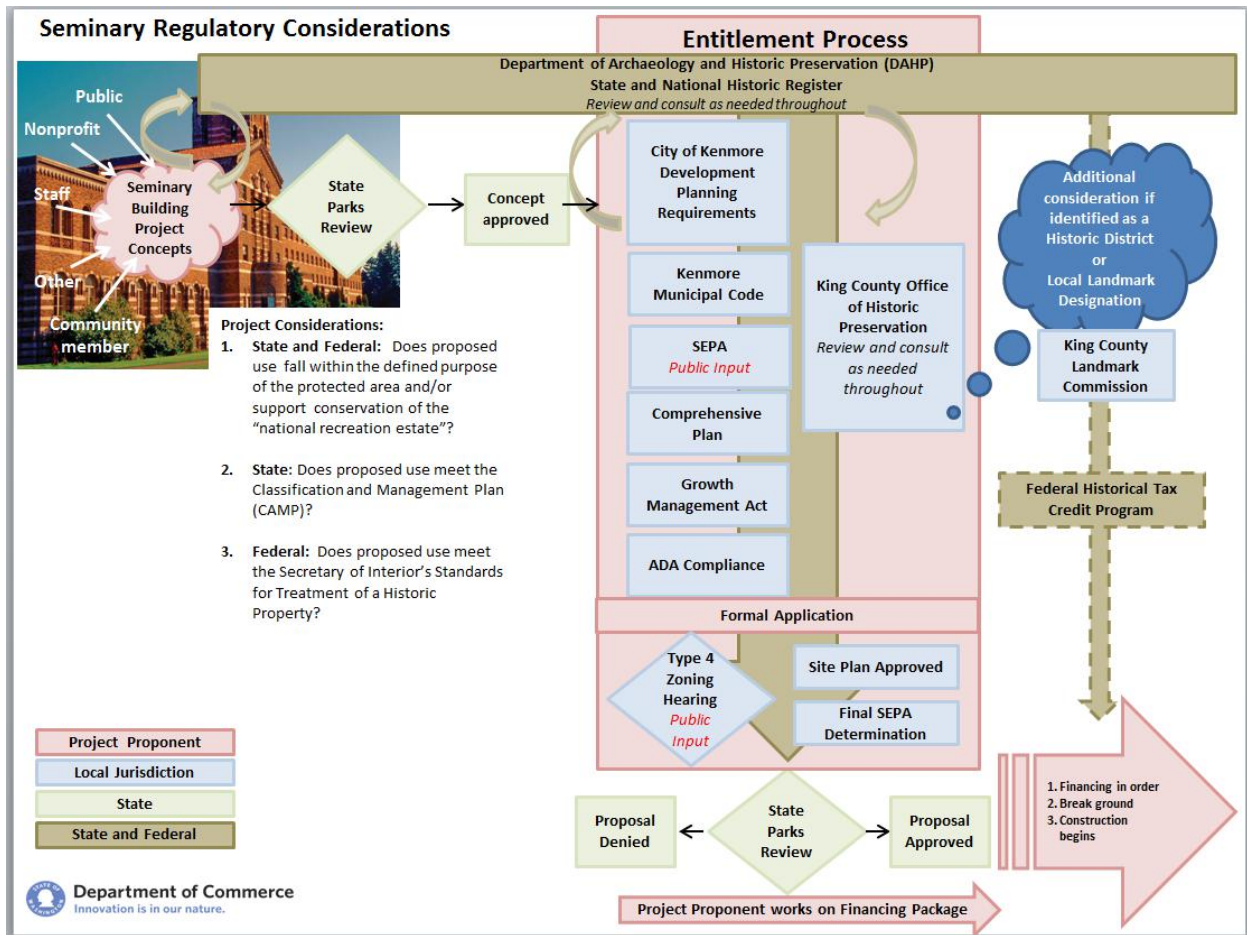 Seminary Regulatory Considerations
Entitlement Process
Department of Archaeology and Historic Preservation (DAHP)
State and National Historic Register
Review and consult as needed throughout
Public
Nonprofit
Staff
Other
Community
member
Seminary
Building
Project
Concepts
State
Parks
Review
Concept
approved
City of Kenmore
Development
Planning
Requirements
Kenmore
Municipal Code
SEPA
Public Input
Comprehensive
Plan
Growth
Management Act
ADA Compliance
King County Office
of Historic
Preservation
Review and consult
as needed
throughout
Additional
consideration if
identified as a
Historic District
or
Local Landmark
Designation
King County
Landmark
Commission
Federal Historical Tax
Credit Program
Project Considerations:
1. State and Federal: Does proposed
use fall within the defined purpose
of the protected area and/or
support conservation of the
“national recreation estate”?
2. State: Does proposed use meet the
Classification and Management Plan
(CAMP)?
3. Federal: Does proposed use meet
the Secretary of Interior’s Standards
for Treatment of a Historic
Property?
Formal Application
Type 4
Zoning
Hearing
Public
Input
Site Plan Approved
Final SEPA
Determination
Project Proponent
Local Jurisdiction
State
State and Federal
Proposal
Denied
State
Parks
Review
Proposal
Approved
1. Financing in order
2. Break ground
3. Construction
begins
Project Proponent works on Financing Package
STATE OF
WASHINGTON
Department of Commerce
Innovation is in our nature.